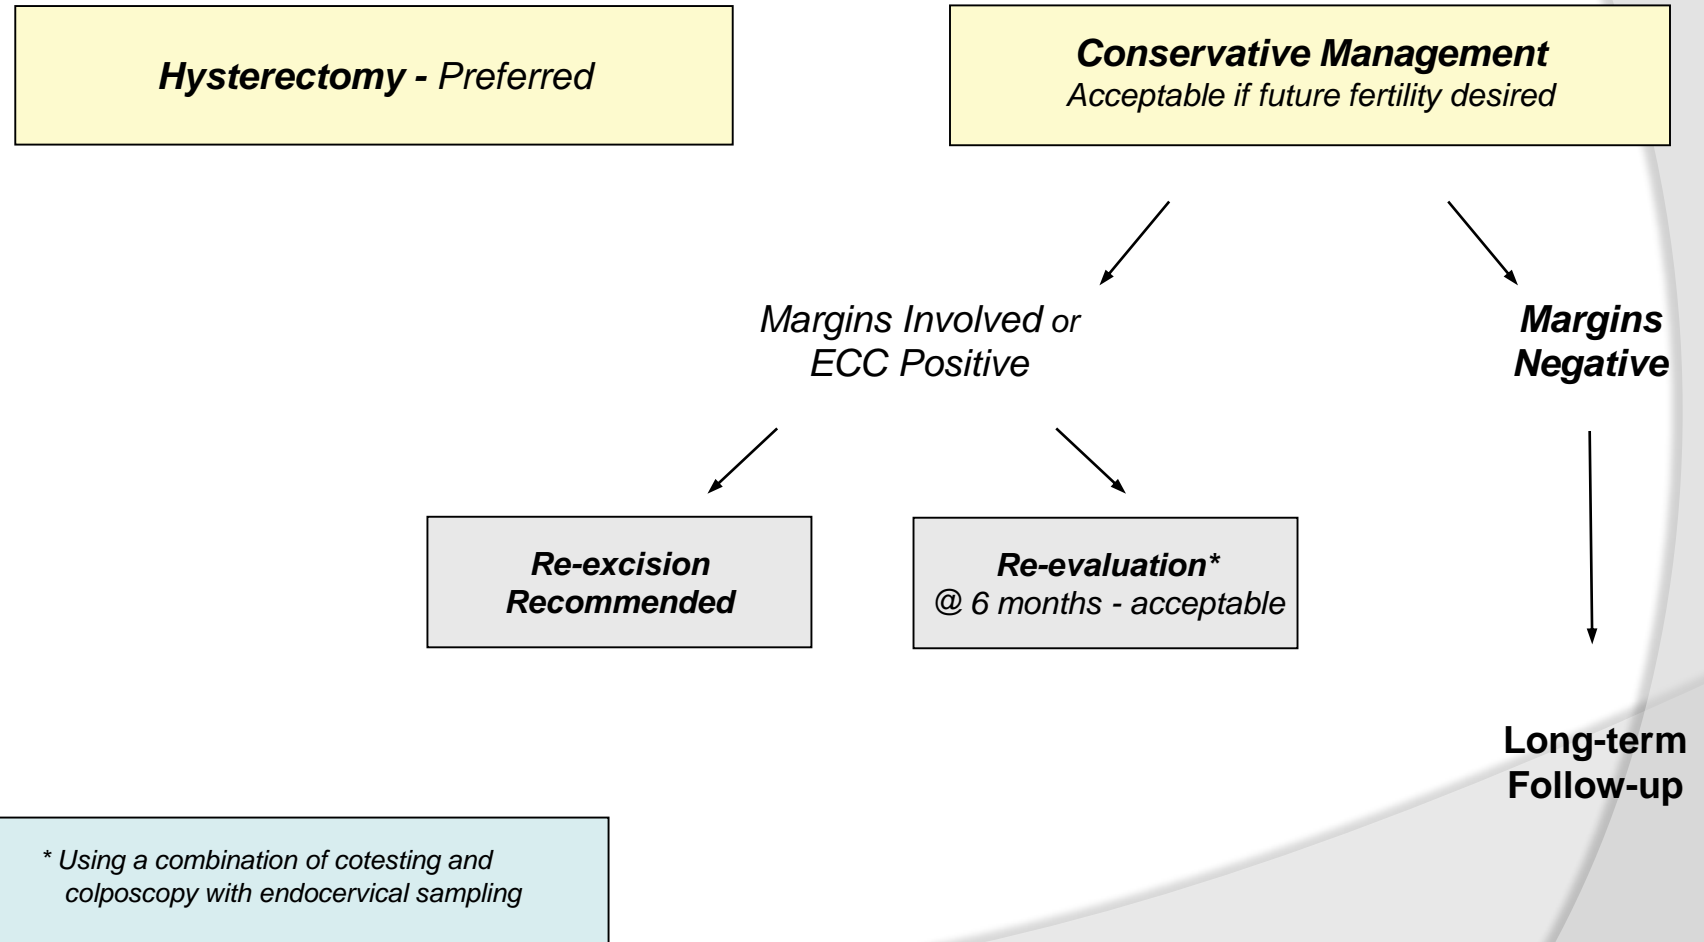 Hysterectomy - Preferred
Conservative Management
Acceptable if future fertility desired
Margins Involved or
ECC Positive
Margins
Negative
Re-excision
Recommended
Re-evaluation*
@ 6 months - acceptable
Long-term
Follow-up
* Using a combination of cotesting and
colposcopy with endocervical sampling